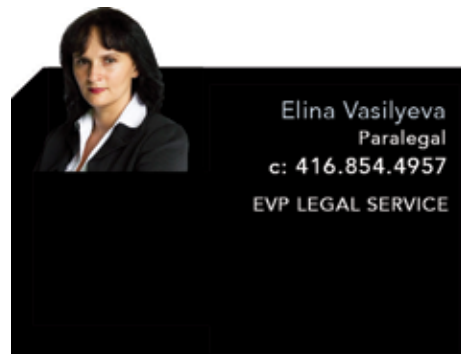 Elina Vasilyeva
Paralegal
c: 416.854.4957
EVP LEGAL SERVICE